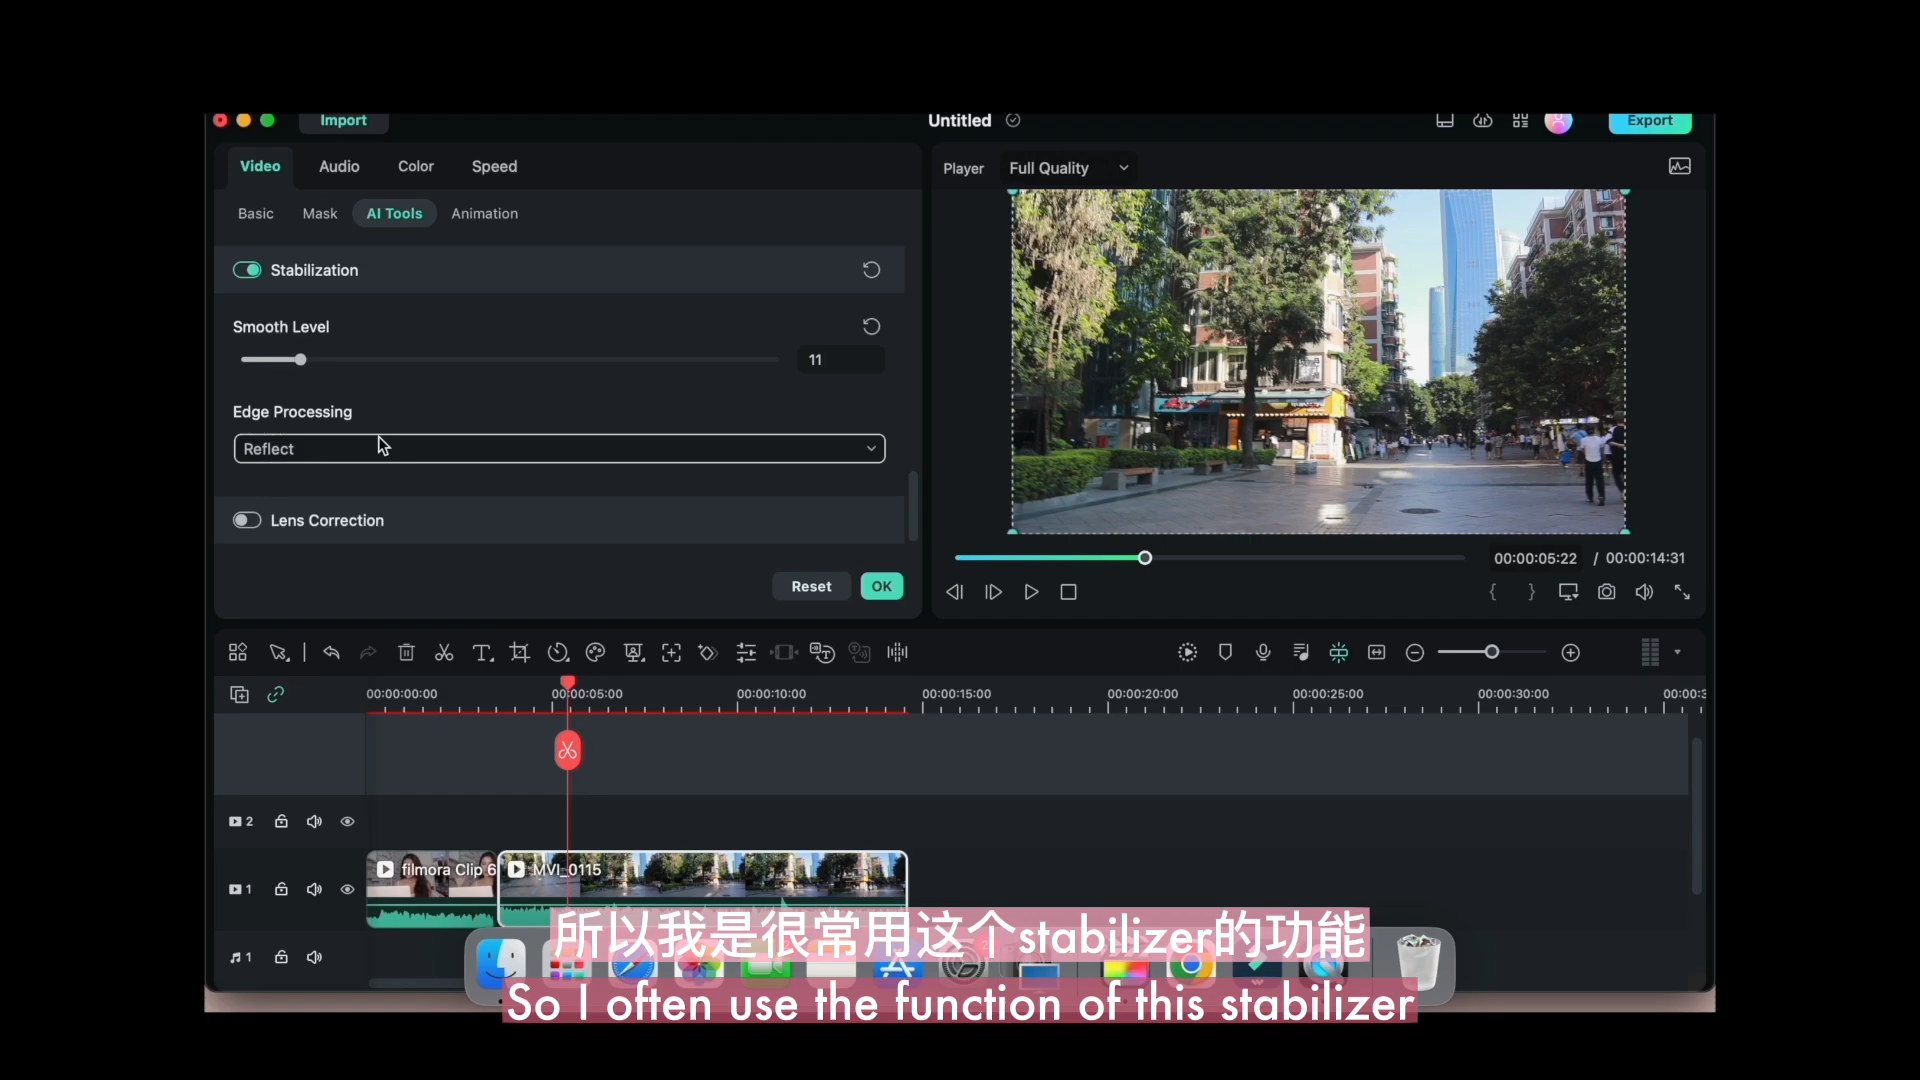 Import
Untitled
Export
Video
Audio
Color
Speed
Player
Full Quality
Basic
Mask
AI Tools
Animation
Stabilization
Smooth Level
11
Edge Processing
Reflect
Lens Correction
Reset
OK
00:00:05:22 / 00:00:14:31
00:00:00:00
00:00:05:00
00:00:10:00
00:00:15:00
00:00:20:00
00:00:25:00
00:00:30:00
00:00:3
2
filmora Clip 6
MVI_0115
1
1
所以我是很常用这个stabilizer的功能
So I often use the function of this stabilizer